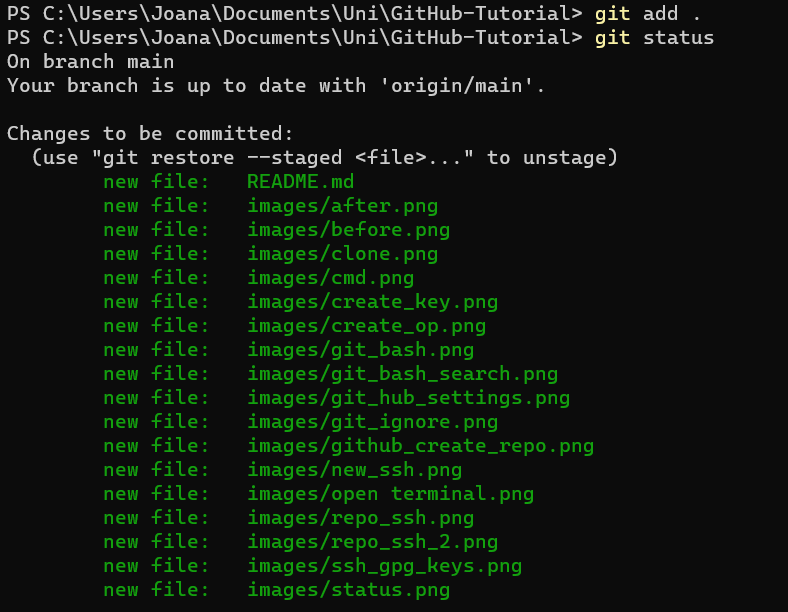 PS C:\Users\Joana\Documents\Uni\GitHub-Tutorial> git add .
PS C:\Users\Joana\Documents\Uni\GitHub-Tutorial> git status
On branch main
Your branch is up to date with 'origin/main'.
Changes to be committed:
(use "git restore --staged <file>..." to unstage)
new file: README.md
new file: images/after.png
new file: images/before.png
new file: images/clone.png
new file: images/cmd.png
new file: images/create_key.png
new file: images/create_op.png
new file: images/git_bash.png
new file: images/git_bash_search.png
new file: images/git_hub_settings.png
new file: images/git_ignore.png
new file: images/github_create_repo.png
new file: images/new_ssh.png
new file: images/open terminal.png
new file: images/repo_ssh.png
new file: images/repo_ssh_2.png
new file: images/ssh_gpg_keys.png
new file: images/status.png